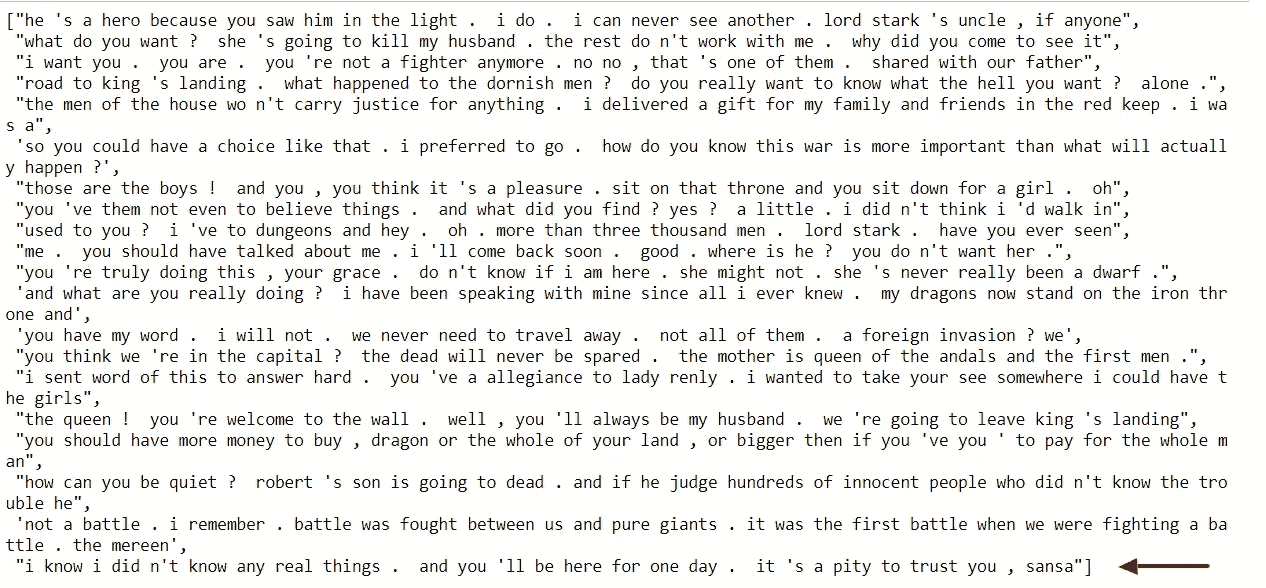 ["he 's a hero because you saw him in the light .  i do .  i can never see another . lord stark 's uncle , if anyone",
"what do you want ?  she 's going to kill my husband . the rest do n't work with me .  why did you come to see it",
"i want you .  you are .  you 're not a fighter anymore . no no , that 's one of them .  shared with our father",
"road to king 's landing .  what happened to the dornish men ?  do you really want to know what the hell you want ?  alone .",
"the men of the house wo n't carry justice for anything .  i delivered a gift for my family and friends in the red keep . i wa
s a",
'so you could have a choice like that . i preferred to go .  how do you know this war is more important than what will actuall
y happen ?',
"those are the boys !  and you , you think it 's a pleasure . sit on that throne and you sit down for a girl .  oh",
"you 've them not even to believe things .  and what did you find ? yes ?  a little . i did n't think i 'd walk in",
"used to you ?  i 've to dungeons and hey .  oh . more than three thousand men .  lord stark .  have you ever seen",
"me .  you should have talked about me . i 'll come back soon .  good . where is he ?  you do n't want her .",
"you 're truly doing this , your grace .  do n't know if i am here . she might not . she 's never really been a dwarf .",
'and what are you really doing ?  i have been speaking with mine since all i ever knew .  my dragons now stand on the iron thr
one and',
'you have my word .  i will not .  we never need to travel away .  not all of them .  a foreign invasion ? we',
"you think we 're in the capital ?  the dead will never be spared .  the mother is queen of the andals and the first men .",
"i sent word of this to answer hard .  you 've a allegiance to lady renly . i wanted to take your see somewhere i could have t
he girls",
"the queen !  you 're welcome to the wall .  well , you 'll always be my husband .  we 're going to leave king 's landing",
"you should have more money to buy , dragon or the whole of your land , or bigger then if you 've you ' to pay for the whole m
an",
"how can you be quiet ?  robert 's son is going to dead . and if he judge hundreds of innocent people who did n't know the tro
uble he",
'not a battle . i remember . battle was fought between us and pure giants . it was the first battle when we were fighting a ba
ttle . the mereen',
"i know i did n't know any real things .  and you 'll be here for one day .  it 's a pity to trust you , sansa"]